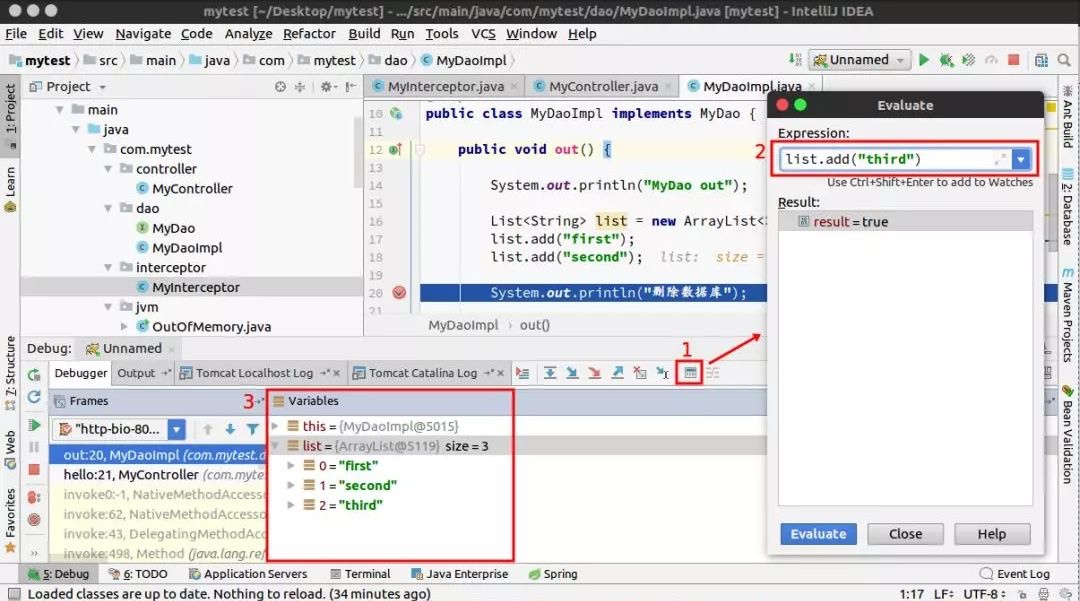 mytest [~/Desktop/mytest] - .../src/main/java/com/mytest/dao/MyDaoImpl.java [mytest] - IntelliJ IDEA
File Edit View Navigate Code Analyze Refactor Build Run Tools VCS Window Help
mytest src main java com mytest dao MyDaoImpl Unnamed
Project MyInterceptor.java MyController.java MyDaoImpl.java
1: Project
Learn
Z: Structure
Web
Favorites
main
java
com.mytest
controller
MyController
dao
MyDao
MyDaoImpl
interceptor
MyInterceptor
jvm
OutOfMemory.java
10 public class MyDaoImpl implements MyDao {
11
12 public void out() {
13
14 System.out.println("MyDao out");
15
16 List<String> list = new ArrayList<
17 list.add("first");
18 list.add("second"); list: size =
19
20 System.out.println("删除数据库");
21
MyDaoImpl › out()
Evaluate
Expression:
2 list.add("third")
Use Ctrl+Shift+Enter to add to Watches
Result:
result = true
Evaluate Close Help
Ant Build
2: Database
Maven Projects
Bean Validation
Debug: Unnamed
1
Debugger Output Tomcat Localhost Log Tomcat Catalina Log
Frames
"http-bio-80...
out:20, MyDaoImpl (com.mytest.d
hello:21, MyController (com.myte
invoke0:-1, NativeMethodAccesso
invoke:62, NativeMethodAccesso
invoke:43, DelegatingMethodAcc
invoke:498, Method (java.lang.re
3 Variables
this = {MyDaoImpl@5015}
list = {ArrayList@5119} size = 3
0 = "first"
1 = "second"
2 = "third"
5: Debug 6: TODO Application Servers Terminal Java Enterprise Spring Event Log
Loaded classes are up to date. Nothing to reload. (34 minutes ago) 1:17 LF÷ UTF-8÷